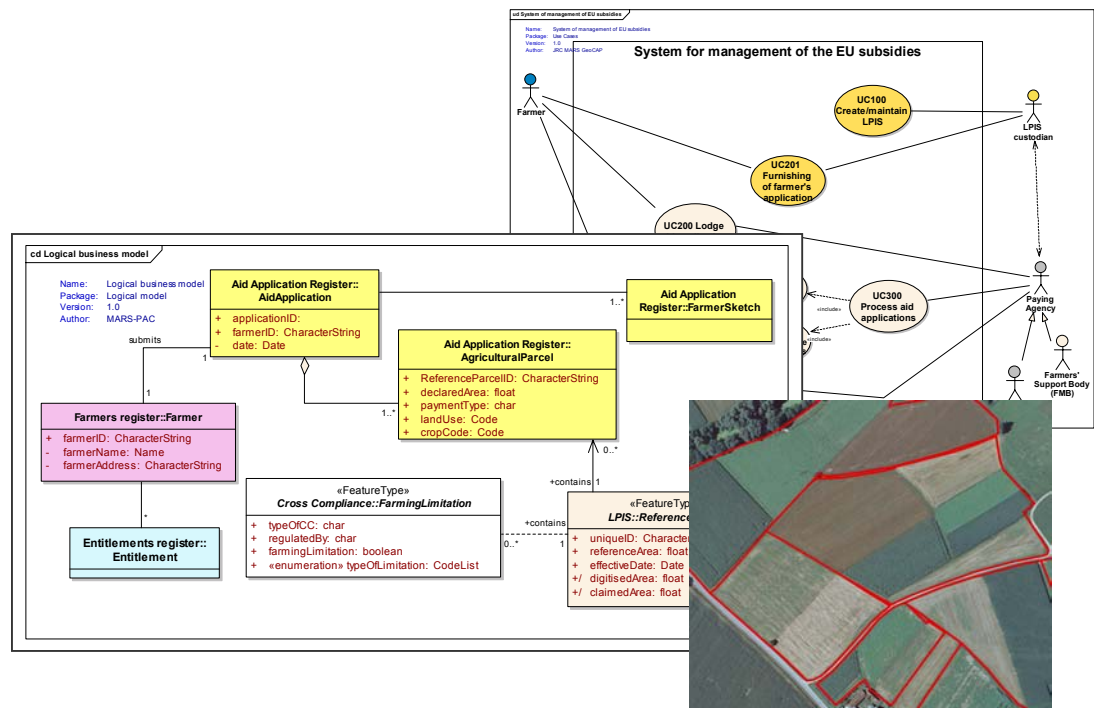 ud System of management of EU subsidies
Name: System of management of EU subsidies
Package: Use Cases
Version: 1.0
Author: JRC MARS GeoCAP
System for management of the EU subsidies
Farmer
UC100
Create/maintain
LPIS
LPIS
custodian
UC201
Furnishing
of farmer's
application
UC200 Lodge
UC300
Process aid
applications
«include»
«include»
Paying
Agency
Farmers'
Support Body
(FMB)
cd Logical business model
Name: Logical business model
Package: Logical model
Version: 1.0
Author: MARS-PAC
Aid Application Register::
AidApplication
+ applicationID:
+ farmerID: CharacterString
- date: Date
1..*
Aid Application
Register::FarmerSketch
submits
1
1
Aid Application Register::
AgriculturalParcel
+ ReferenceParcelID: CharacterString
+ declaredArea: float
+ paymentType: char
+ landUse: Code
+ cropCode: Code
1..*
0..*
Farmers register::Farmer
+ farmerID: CharacterString
- farmerName: Name
- farmerAddress: CharacterString
*
Entitlements register::
Entitlement
«FeatureType»
Cross Compliance::FarmingLimitation
+ typeOfCC: char
+ regulatedBy: char
+ farmingLimitation: boolean
+ «enumeration» typeOfLimitation: CodeList
+contains 1
+contains
0..* 1
«FeatureTyp
LPIS::Reference
+ uniqueID: Character
+ referenceArea: float
+ effectiveDate: Date
+/ digitisedArea: float
+/ claimedArea: float